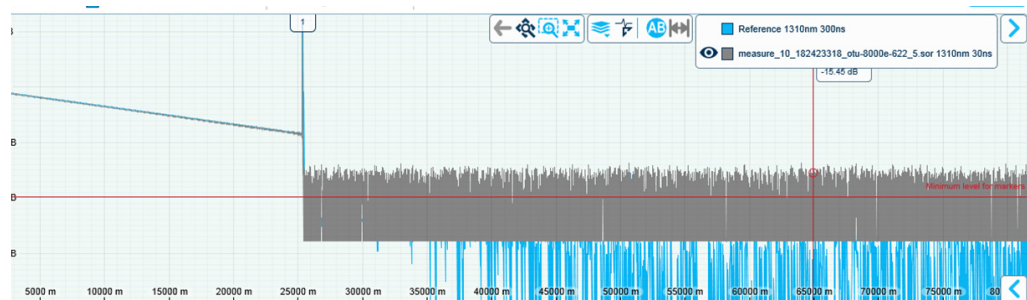 1
AB
Reference 1310nm 300ns
measure_10_182423318_otu-8000e-622_5.sor 1310nm 30ns
-15.45 dB
B
B
Minimum level for markers
B
5000 m 10000 m 15000 m 20000 m 25000 m 30000 m 35000 m 40000 m 45000 m 50000 m 55000 m 60000 m 65000 m 70000 m 75000 m